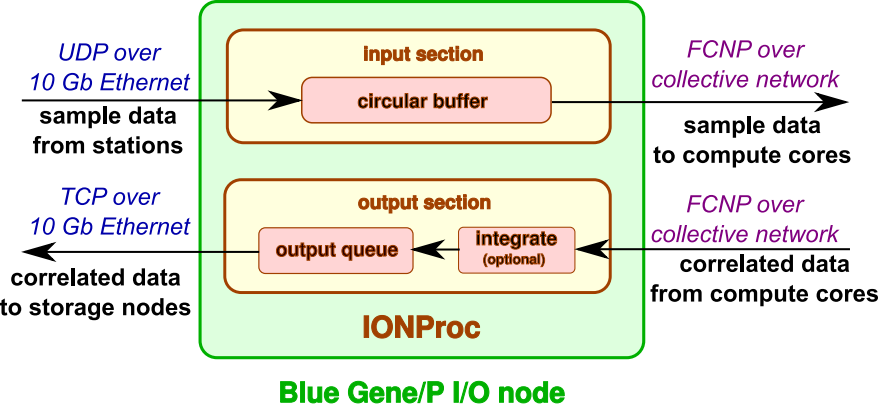 UDP over
10 Gb Ethernet
sample data
from stations
input section
circular buffer
FCNP over
collective network
sample data
to compute cores
TCP over
10 Gb Ethernet
correlated data
to storage nodes
output section
output queue
integrate
(optional)
FCNP over
collective network
correlated data
from compute cores
IONProc
Blue Gene/P I/O node